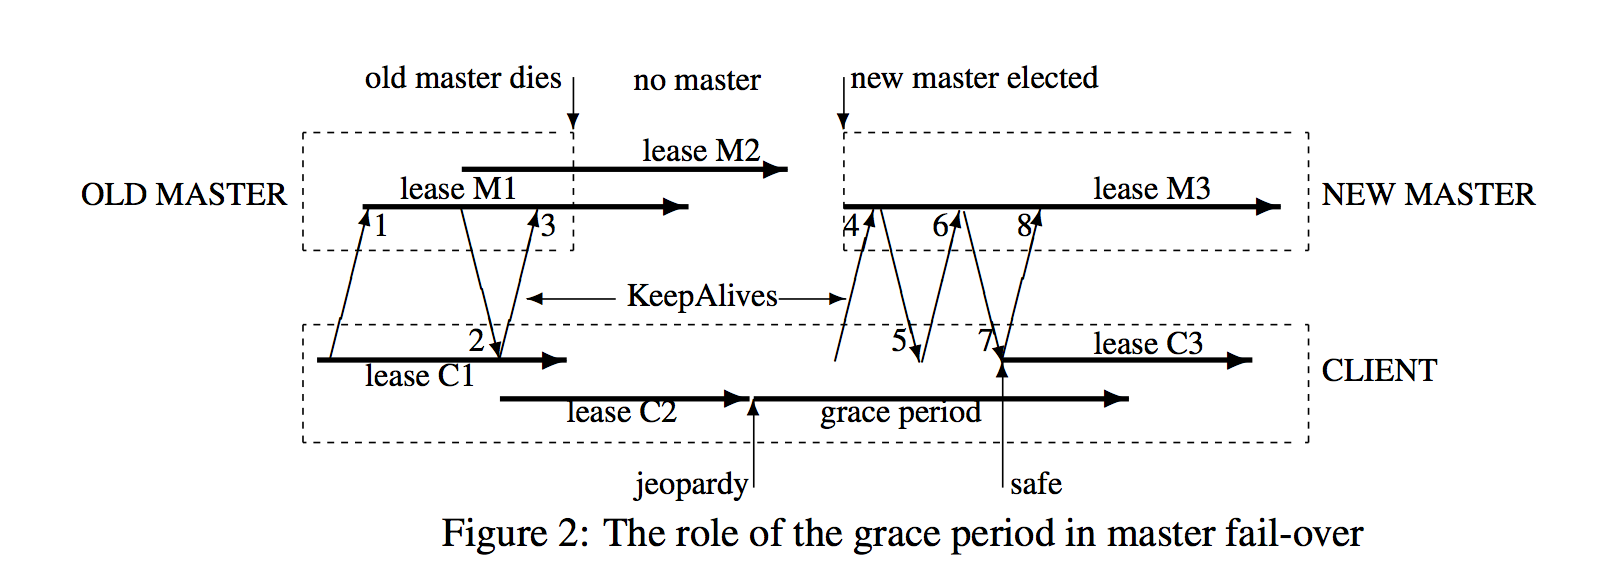 old master dies no master new master elected
lease M2
OLD MASTER lease M1 lease M3 NEW MASTER
1 3 4 6 8
KeepAlives
2 5 7 lease C3
lease C1 CLIENT
lease C2 grace period
jeopardy safe
Figure 2: The role of the grace period in master fail-over